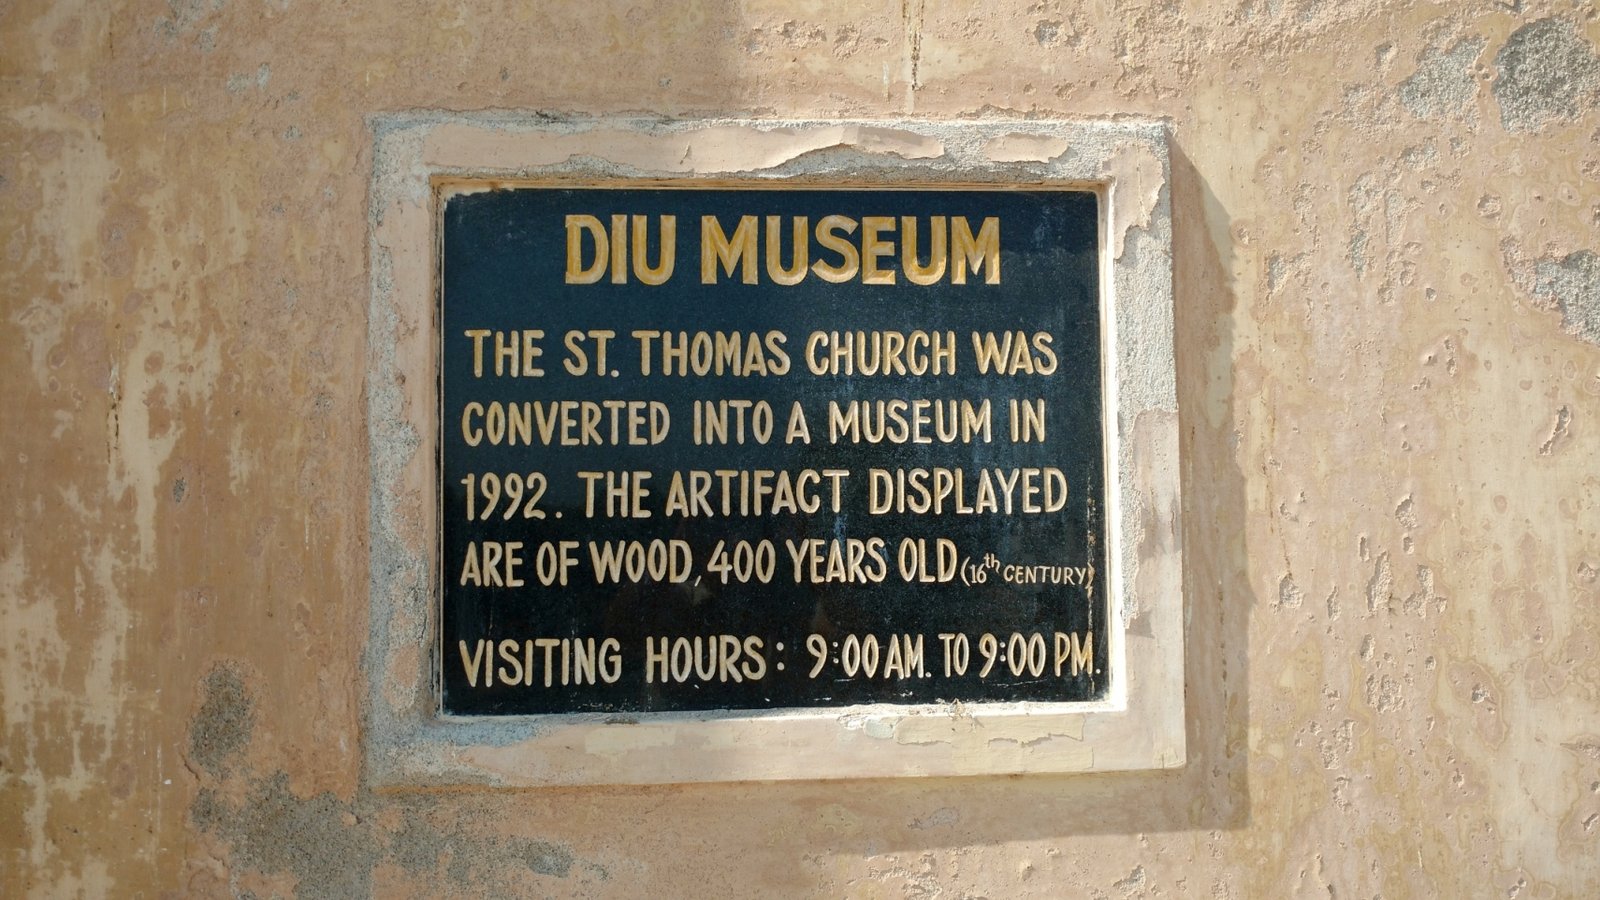 DIU MUSEUM
THE ST. THOMAS CHURCH WAS
CONVERTED INTO A MUSEUM IN
1992. THE ARTIFACT DISPLAYED
ARE OF WOOD, 400 YEARS OLD (16th CENTURY)
VISITING HOURS: 9:00 AM. TO 9:00 PM.